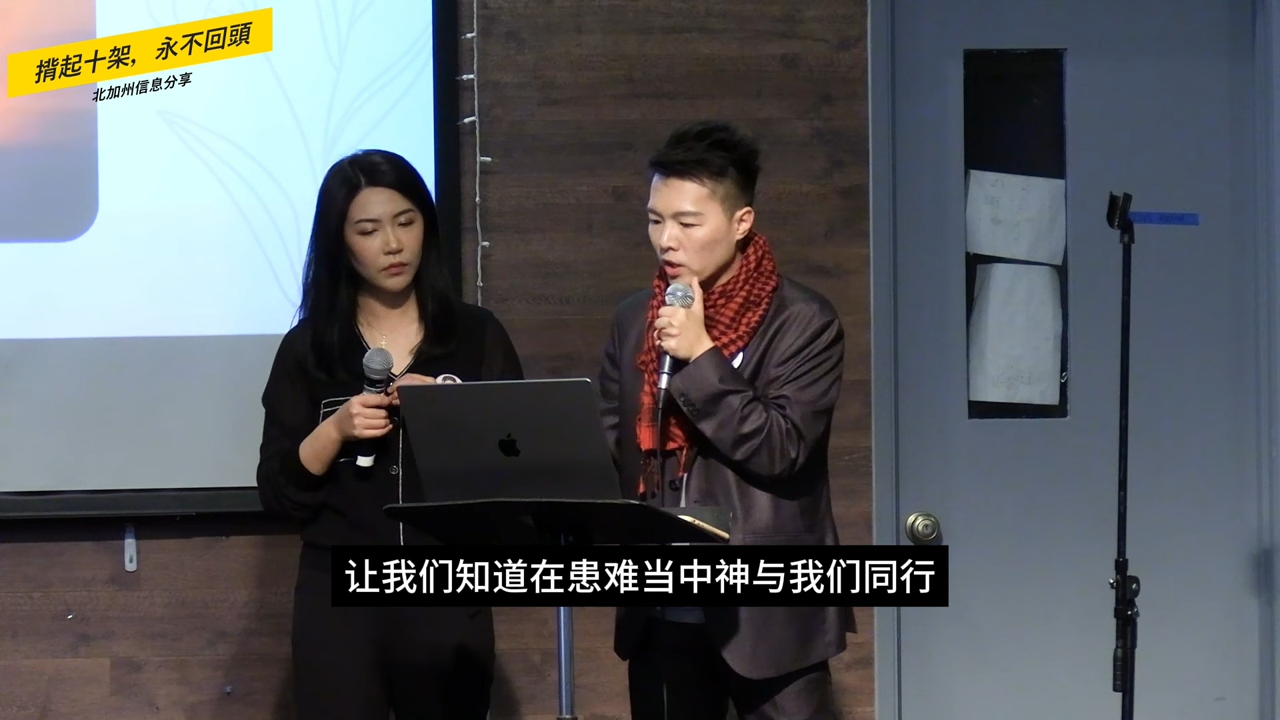 揹起十架，永不回頭
北加州信息分享
让我们知道在患难当中神与我们同行